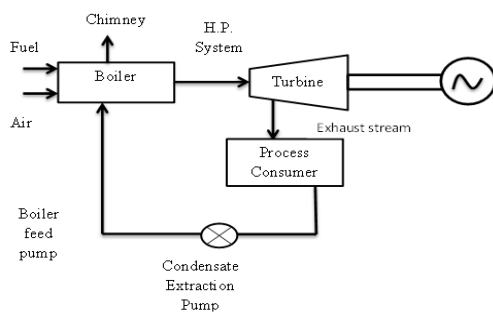 Chimney
H.P.
System
Fuel
Boiler
Turbine
Air
Exhaust stream
Process
Consumer
Boiler
feed
pump
Condensate
Extraction
Pump